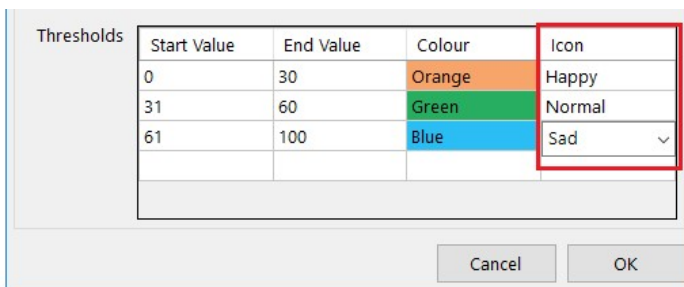 Thresholds Start Value End Value Colour Icon
0 30 Orange Happy
31 60 Green Normal
61 100 Blue Sad
Cancel OK